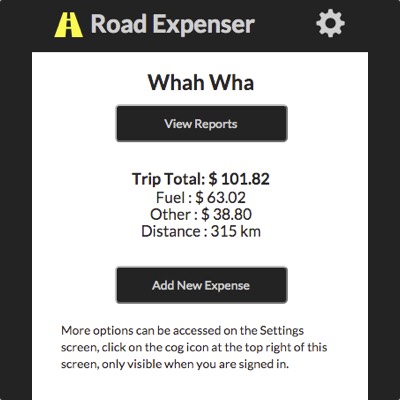 Road Expenser
Whah Wha
View Reports
Trip Total: $ 101.82
Fuel : $ 63.02
Other : $ 38.80
Distance : 315 km
Add New Expense
More options can be accessed on the Settings
screen, click on the cog icon at the top right of this
screen, only visible when you are signed in.